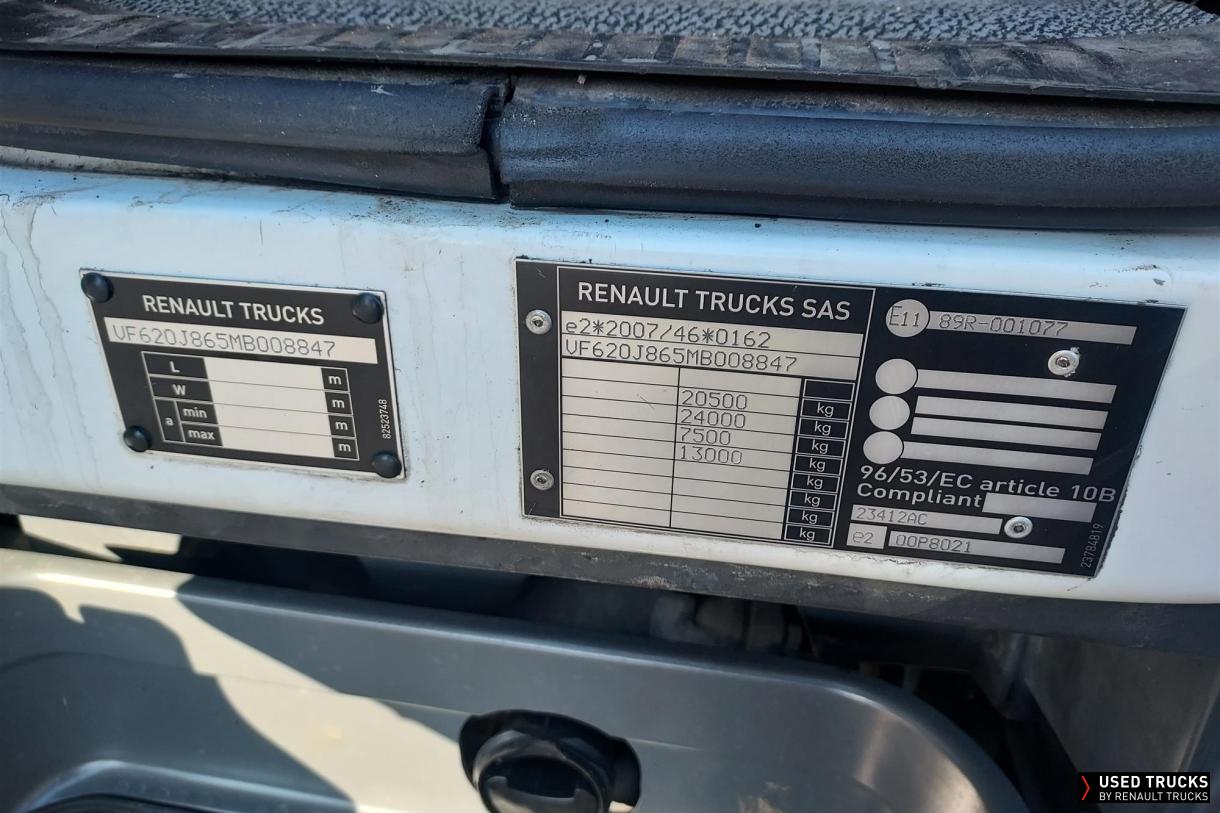 RENAULT TRUCKS
VF620J865MB008847
L m
W m
a min m
max m
82523748
RENAULT TRUCKS SAS
e2*2007/46*0162
VF620J865MB008847
kg
20500 kg
24000 kg
7500 kg
13000 kg
kg
kg
kg
kg
E11 89R-001077
96/53/EC article 10B
Compliant
23412AC
e2 00P8021
23784819
USED TRUCKS
BY RENAULT TRUCKS